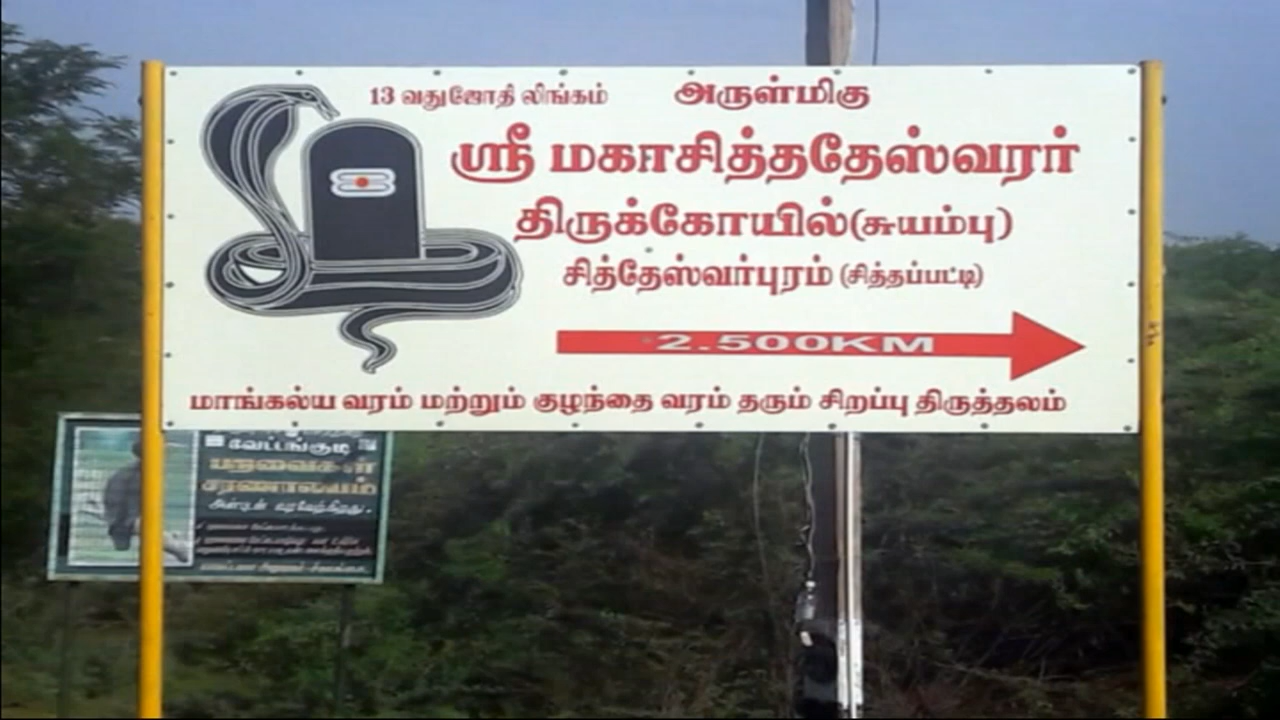 13 வதுஜோதி லிங்கம் அருள்மிகு
ஸ்ரீ மகாசித்ததேஸ்வரர்
திருக்கோயில்(சுயம்பு)
சித்தேஸ்வர்புரம் (சித்தப்பட்டி)
2.500KM
மாங்கல்ய வரம் மற்றும் குழந்தை வரம் தரும் சிறப்பு திருத்தலம்
வேட்டங்குடி
பறவைகள்
சரணாலயம்